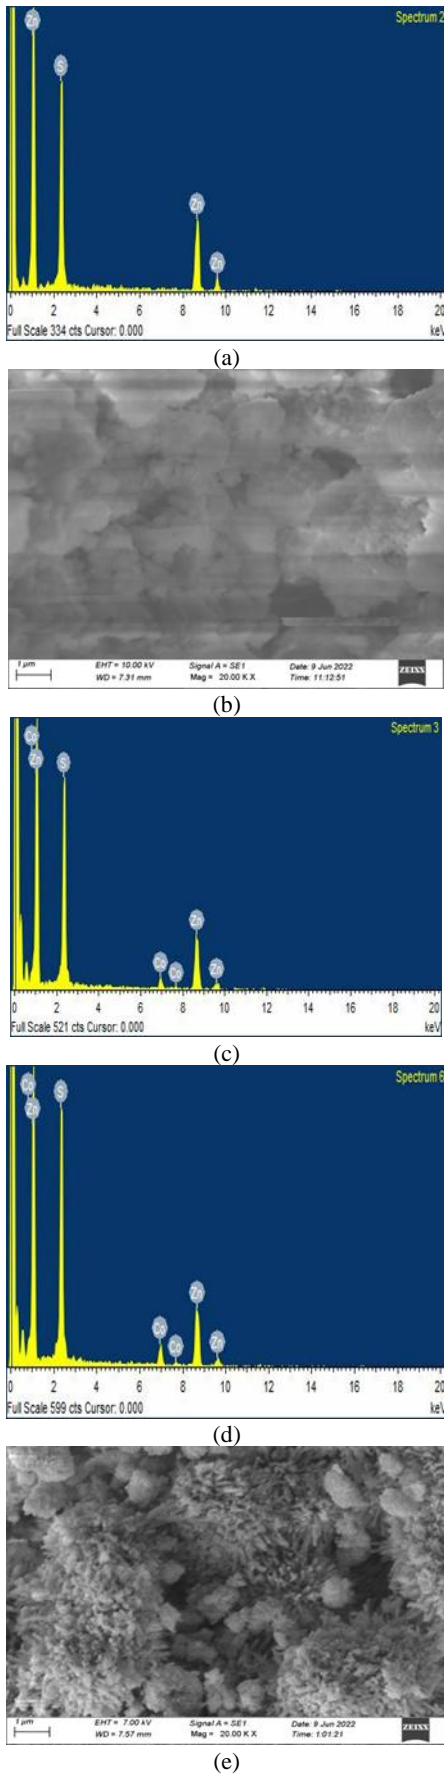 Spectrum 2
Zn
S
Zn
Zn
0 2 4 6 8 10 12 14 16 18 20
Full Scale 334 cts Cursor: 0.000 keV
(a)
1 µm EHT = 10.00 kV Signal A = SE1 Date: 9 Jun 2022 ZEISS
WD = 7.31 mm Mag = 20.00 K X Time: 11:12:51
(b)
Spectrum 3
Co
Zn
S
Co
Co
Zn
Zn
0 2 4 6 8 10 12 14 16 18 20
Full Scale 521 cts Cursor: 0.000 keV
(c)
Spectrum 6
Co
Zn
S
Co
Co
Zn
Zn
0 2 4 6 8 10 12 14 16 18 20
Full Scale 599 cts Cursor: 0.000 keV
(d)
1 µm EHT = 7.00 kV Signal A = SE1 Date: 9 Jun 2022 ZEISS
WD = 7.57 mm Mag = 20.00 K X Time: 1:01:21
(e)